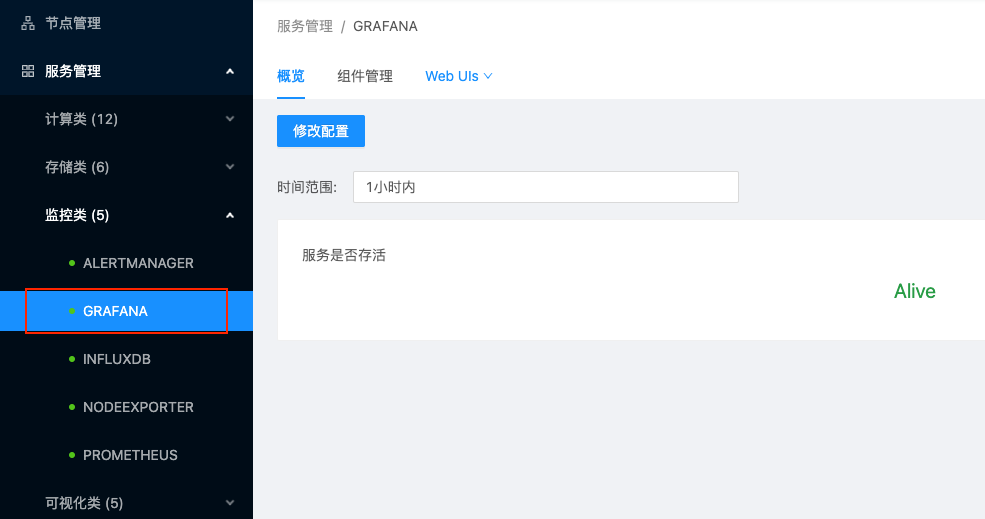 节点管理
服务管理
计算类 (12)
存储类 (6)
监控类 (5)
ALERTMANAGER
GRAFANA
INFLUXDB
NODEEXPORTER
PROMETHEUS
可视化类 (5)
服务管理 / GRAFANA
概览 组件管理 Web UIs
修改配置
时间范围: 1小时内
服务是否存活
Alive